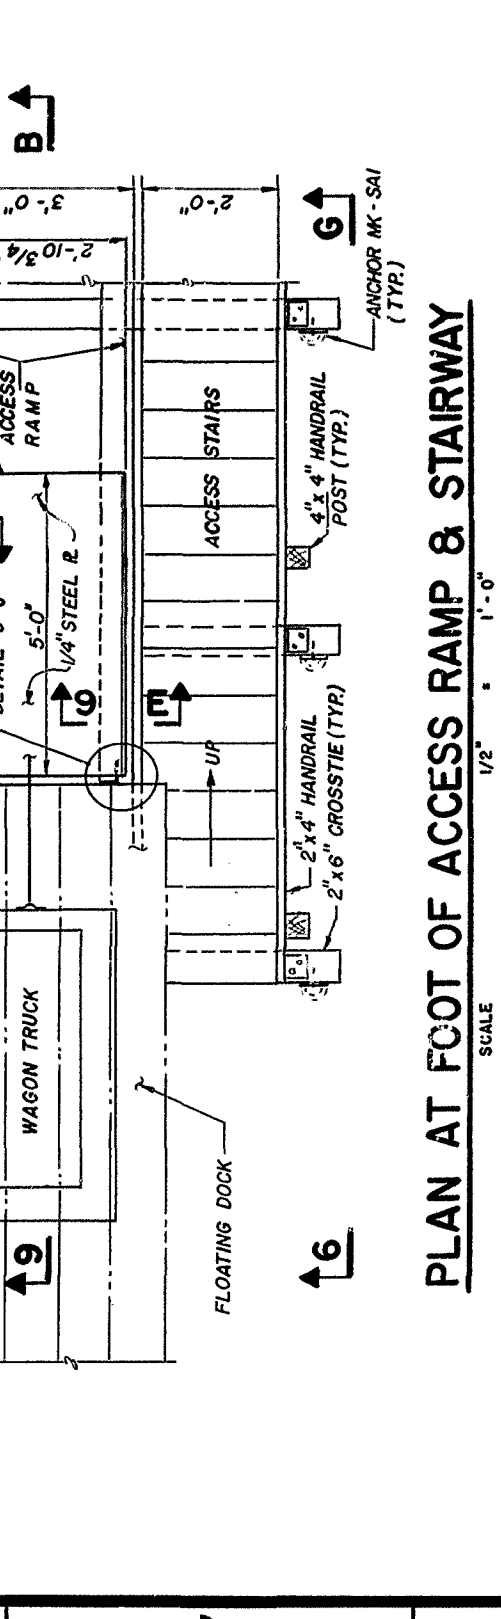 B
3'-0"
2'-0"
2'-10 3/4
G
ANCHOR MK-SA1
(TYP.)
ACCESS
RAMP
ACCESS STAIRS
4"x 4" HANDRAIL
POST (TYP.)
5'-0"
1/4" STEEL PL
9
E
UP
2"x4" HANDRAIL
2"x6" CROSSTIE (TYP.)
WAGON TRUCK
FLOATING DOCK
9
6
PLAN AT FOOT OF ACCESS RAMP & STAIRWAY
SCALE 1/2" = 1'-0"